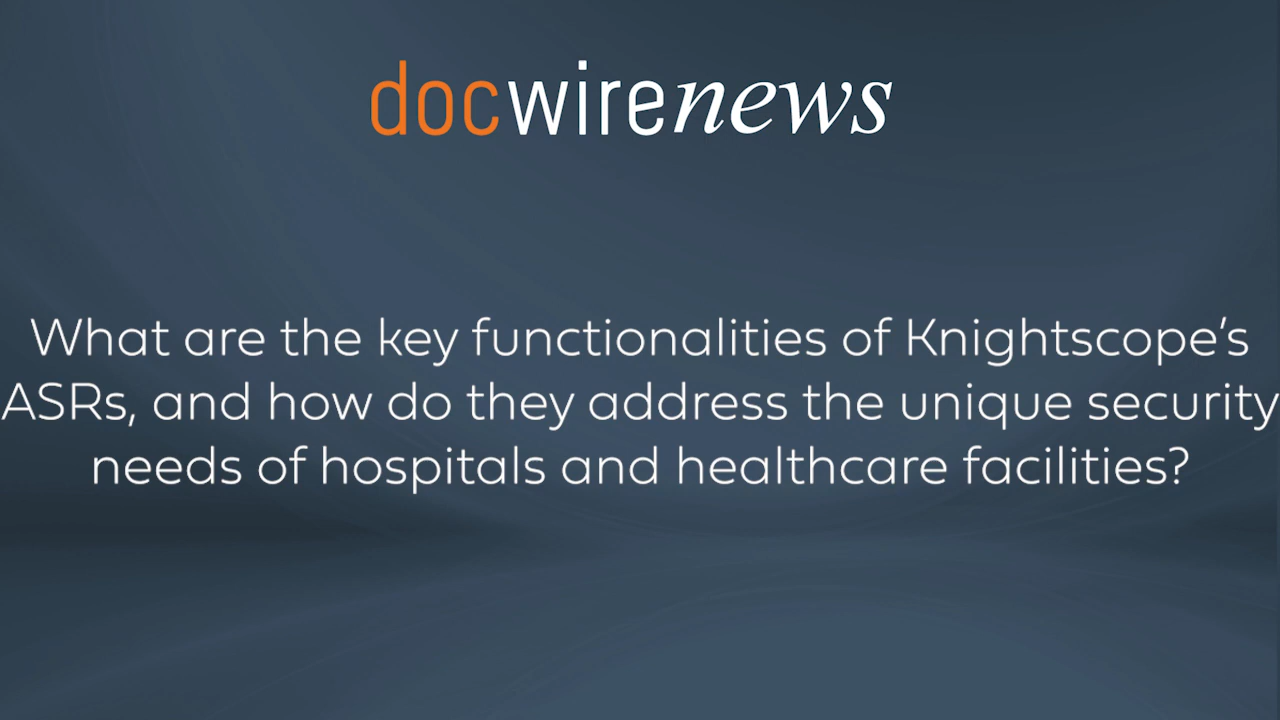 docwirenews
What are the key functionalities of Knightscope’s
ASRs, and how do they address the unique security
needs of hospitals and healthcare facilities?